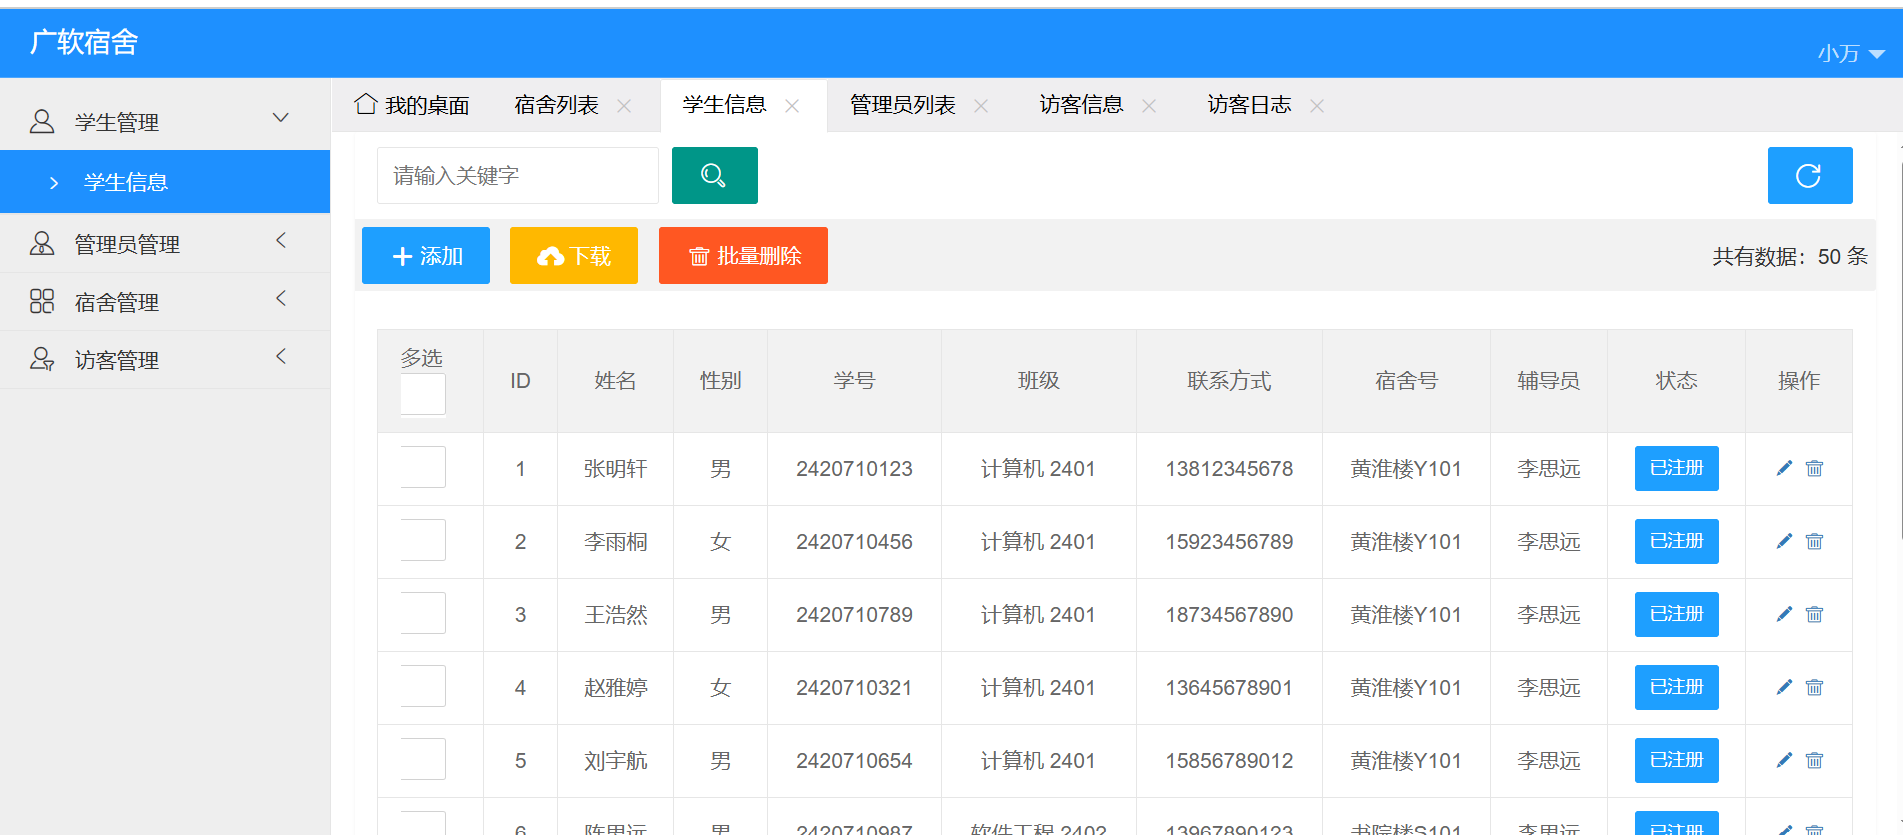 广软宿舍
小万
学生管理
学生信息
管理员管理
宿舍管理
访客管理
我的桌面 宿舍列表 学生信息 管理员列表 访客信息 访客日志
请输入关键字
添加 下载 批量删除 共有数据：50 条
多选 ID 姓名 性别 学号 班级 联系方式 宿舍号 辅导员 状态 操作
1 张明轩 男 2420710123 计算机 2401 13812345678 黄淮楼Y101 李思远 已注册
2 李雨桐 女 2420710456 计算机 2401 15923456789 黄淮楼Y101 李思远 已注册
3 王浩然 男 2420710789 计算机 2401 18734567890 黄淮楼Y101 李思远 已注册
4 赵雅婷 女 2420710321 计算机 2401 13645678901 黄淮楼Y101 李思远 已注册
5 刘宇航 男 2420710654 计算机 2401 15856789012 黄淮楼Y101 李思远 已注册
6 陈思远 男 2420710987 软件工程 2402 13967890123 书院楼S101 李思远 已注册